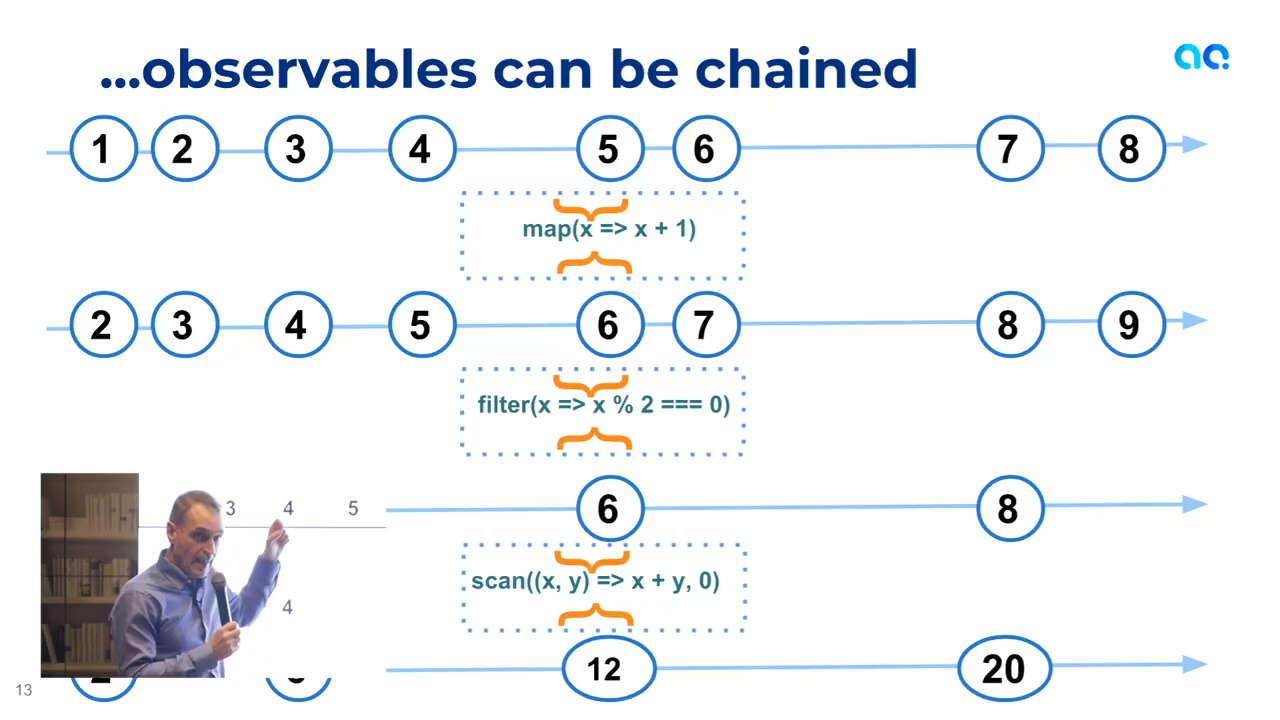 ...observables can be chained
ao.
1 2 3 4 5 6 7 8
map(x => x + 1)
2 3 4 5 6 7 8 9
filter(x => x % 2 === 0)
3 4 5
6 8
scan((x, y) => x + y, 0)
4
12 20
13